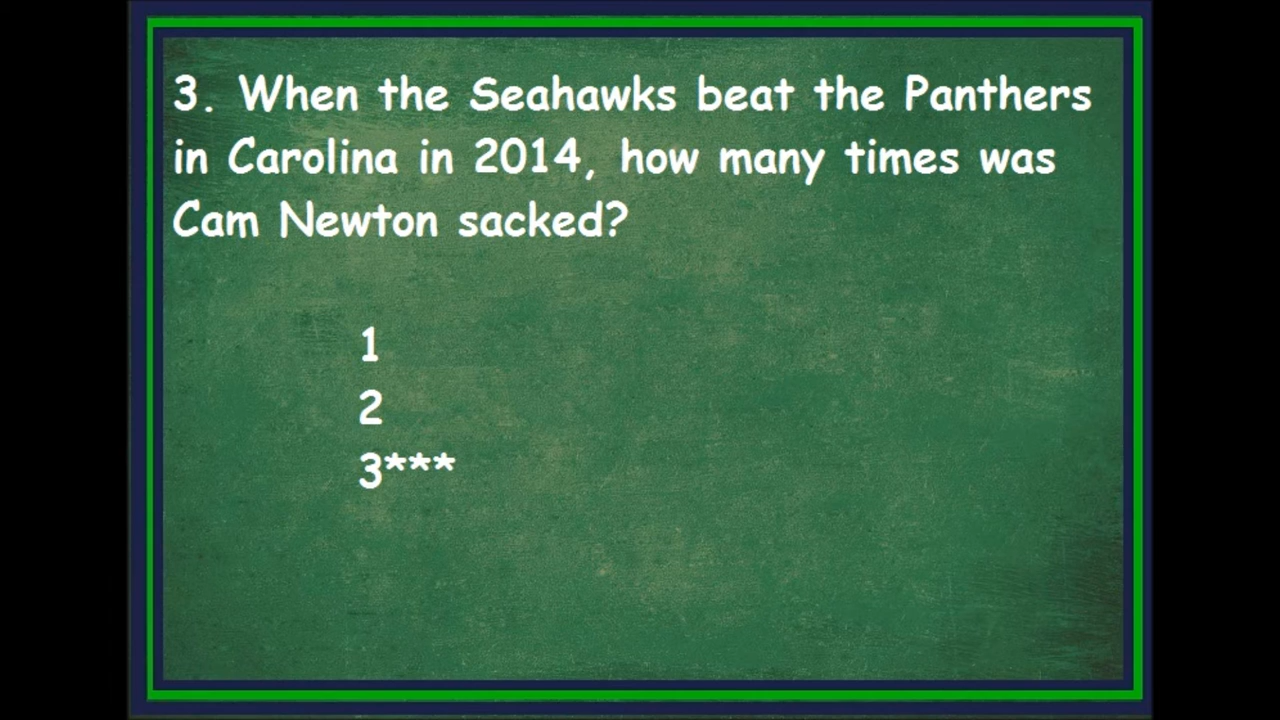 3. When the Seahawks beat the Panthers
in Carolina in 2014, how many times was
Cam Newton sacked?
1
2
3***